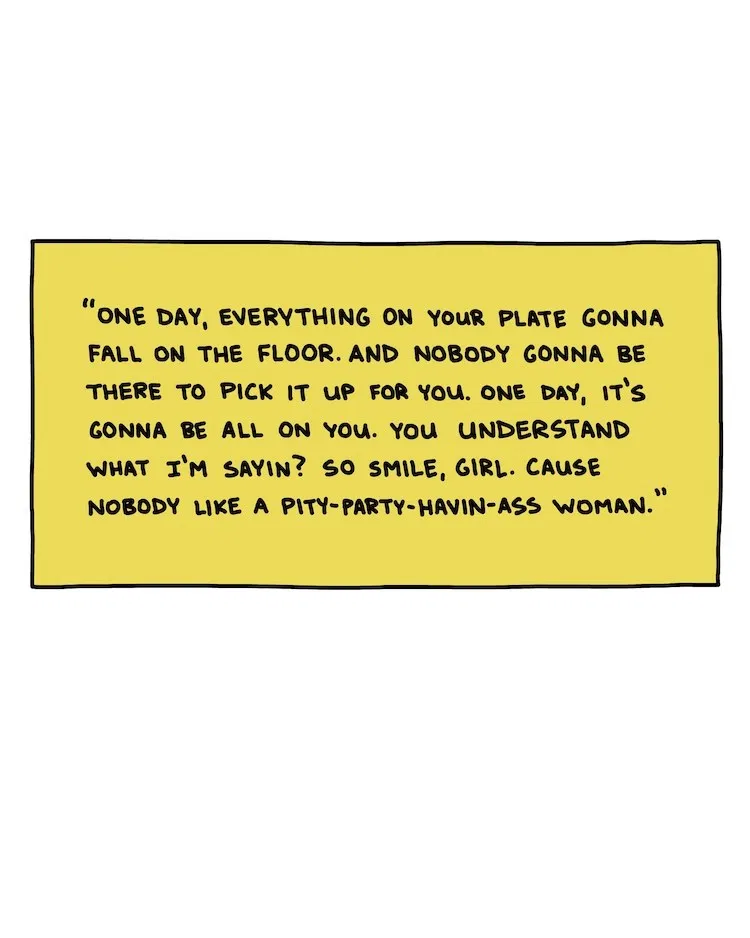 "ONE DAY, EVERYTHING ON YOUR PLATE GONNA
FALL ON THE FLOOR. AND NOBODY GONNA BE
THERE TO PICK IT UP FOR YOU. ONE DAY, IT'S
GONNA BE ALL ON YOU. YOU UNDERSTAND
WHAT I'M SAYIN? SO SMILE, GIRL. CAUSE
NOBODY LIKE A PITY-PARTY-HAVIN-ASS WOMAN."